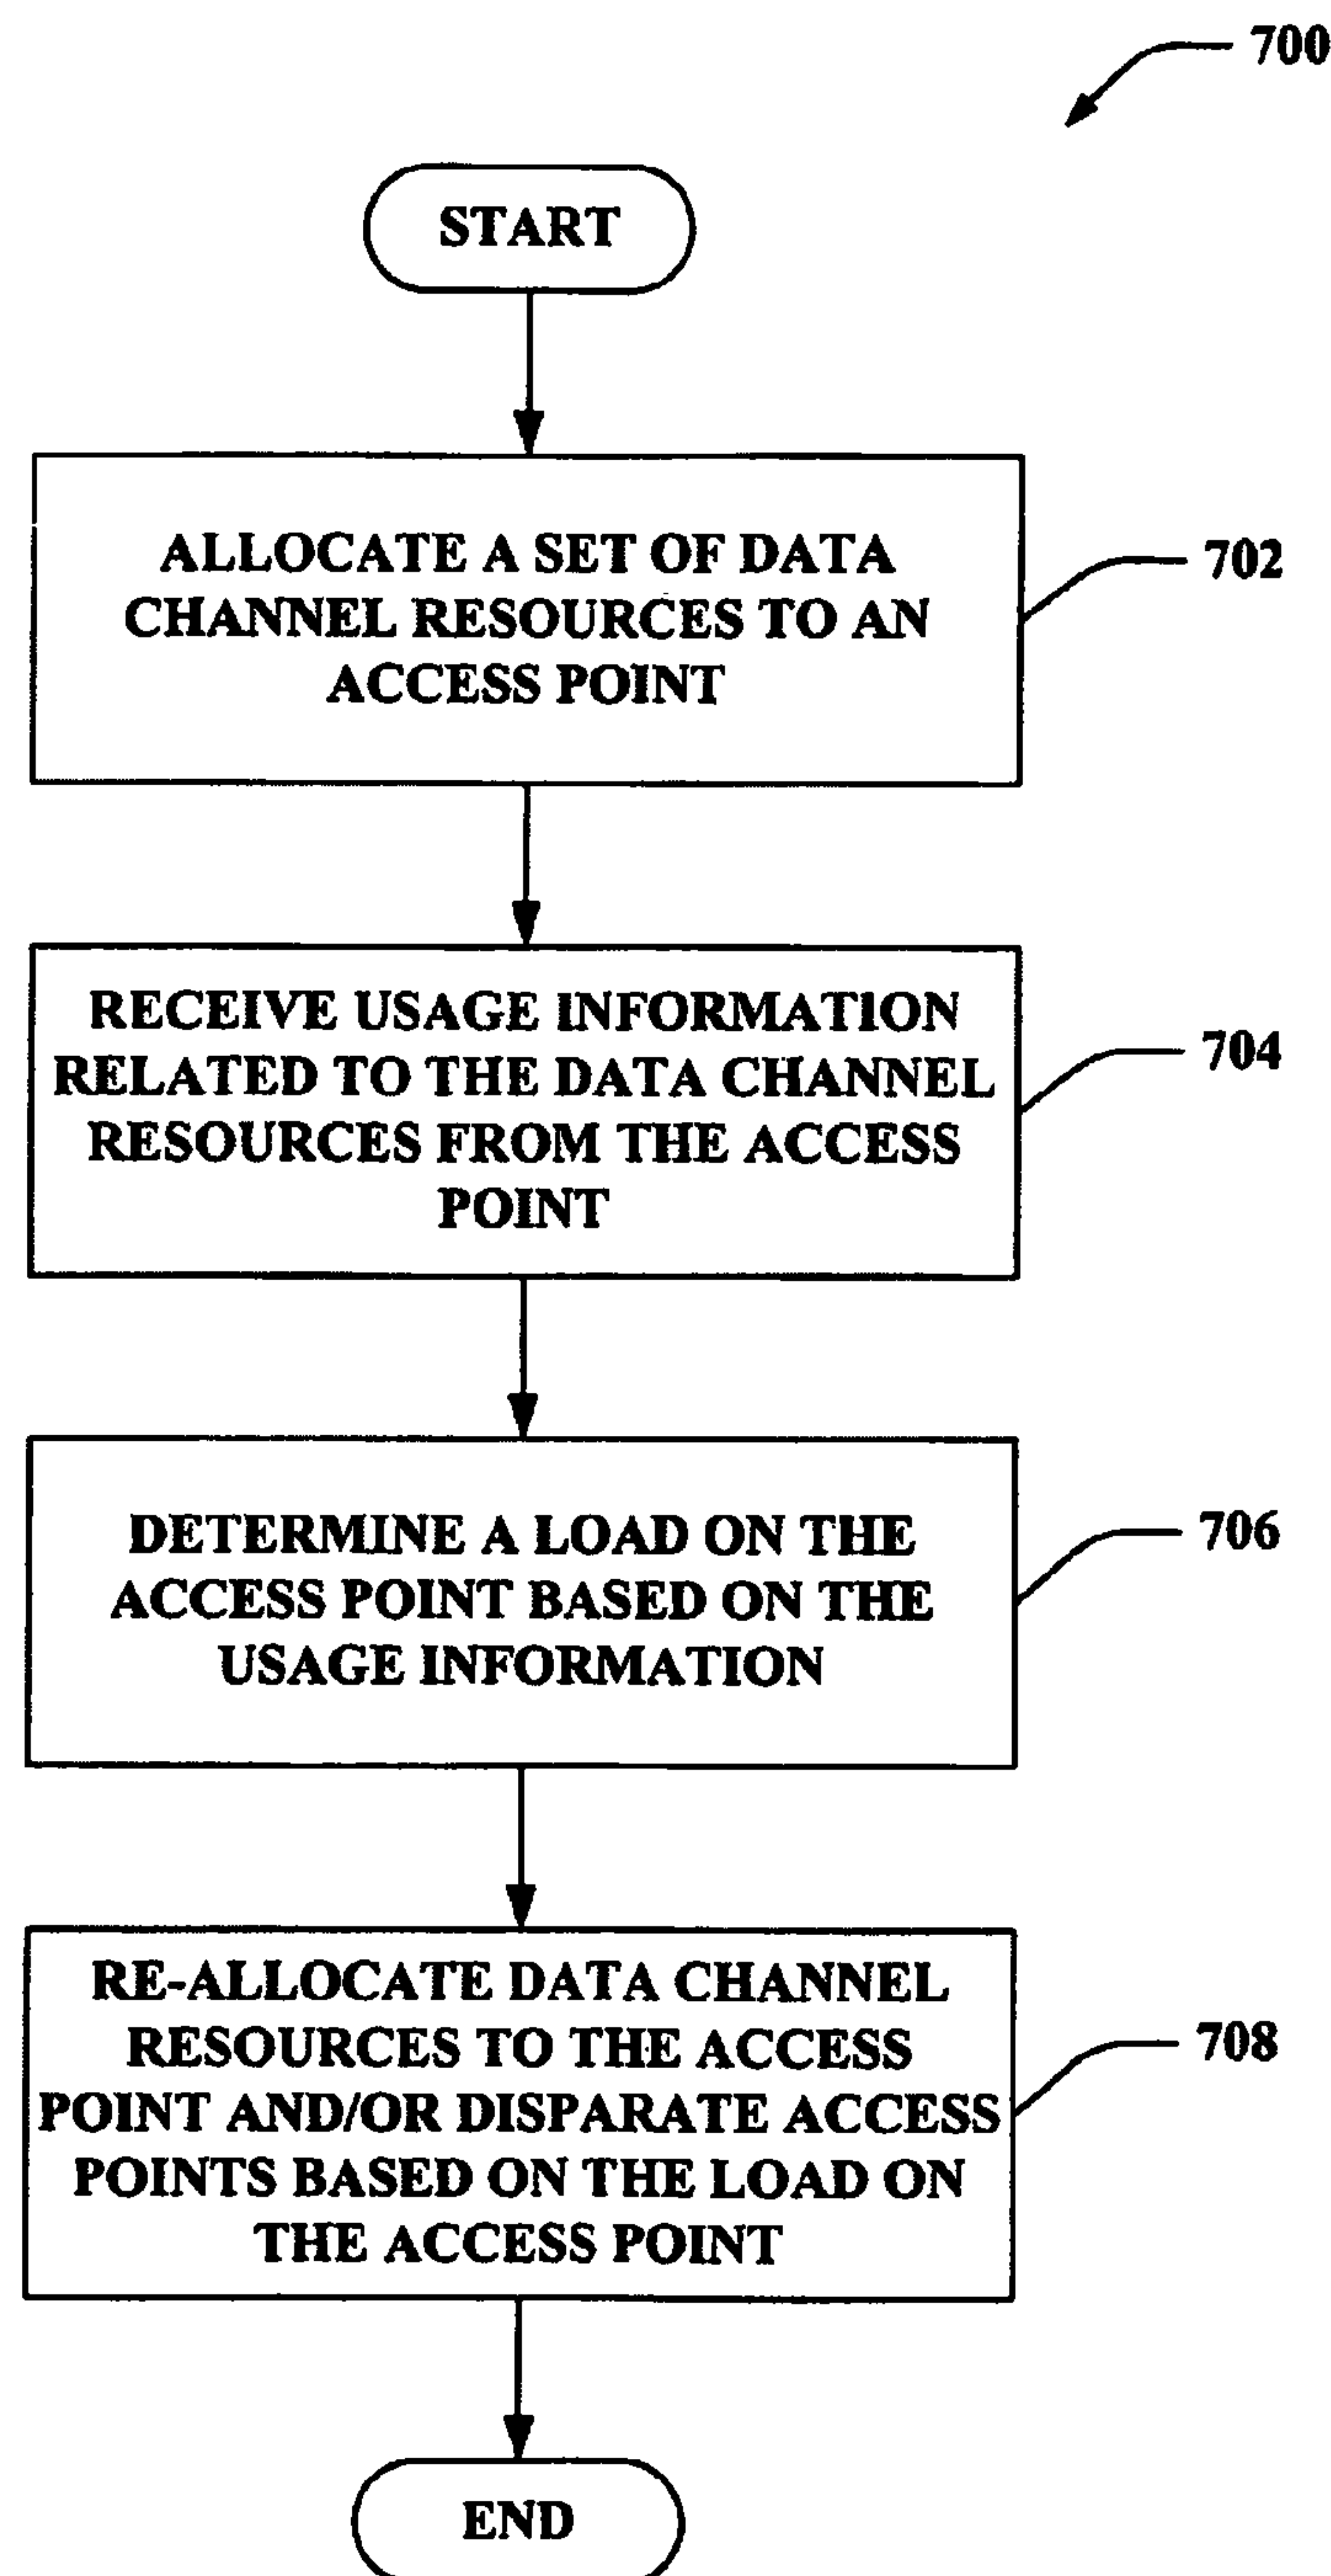 700
START
ALLOCATE A SET OF DATA
CHANNEL RESOURCES TO AN
ACCESS POINT
702
RECEIVE USAGE INFORMATION
RELATED TO THE DATA CHANNEL
RESOURCES FROM THE ACCESS
POINT
704
DETERMINE A LOAD ON THE
ACCESS POINT BASED ON THE
USAGE INFORMATION
706
RE-ALLOCATE DATA CHANNEL
RESOURCES TO THE ACCESS
POINT AND/OR DISPARATE ACCESS
POINTS BASED ON THE LOAD ON
THE ACCESS POINT
708
END